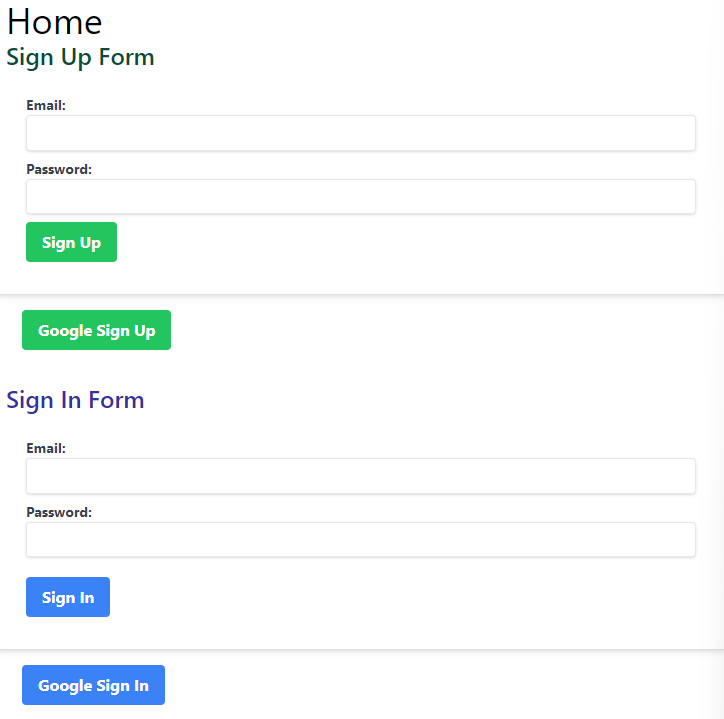 Home
Sign Up Form
Email:
Password:
Sign Up
Google Sign Up
Sign In Form
Email:
Password:
Sign In
Google Sign In